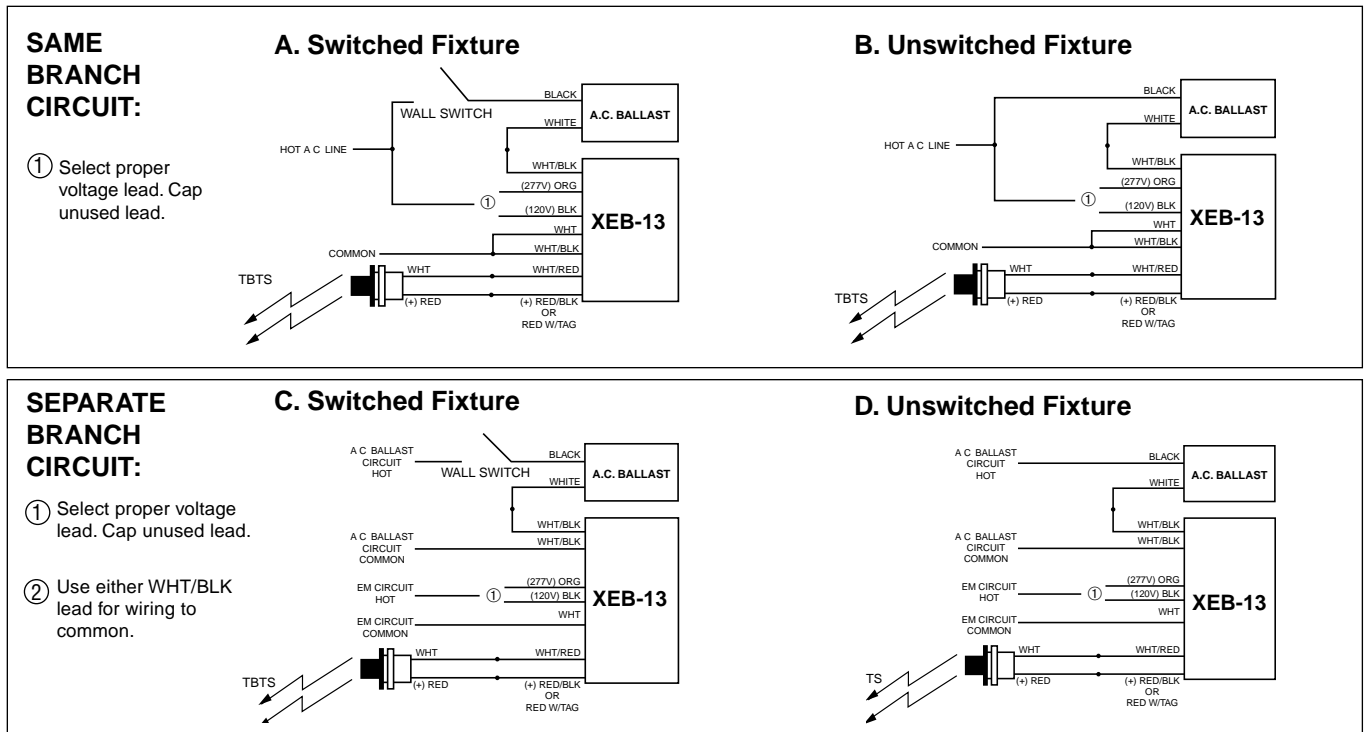 SAME
BRANCH
CIRCUIT:
① Select proper
voltage lead. Cap
unused lead.
A. Switched Fixture
BLACK
WALL SWITCH
A.C. BALLAST
WHITE
HOT A C LINE
WHT/BLK
(277V) ORG
①
(120V) BLK
XEB-13
WHT
COMMON
WHT/BLK
TBTS
WHT
WHT/RED
(+) RED
(+) RED/BLK
OR
RED W/TAG
B. Unswitched Fixture
BLACK
A.C. BALLAST
WHITE
HOT A C LINE
WHT/BLK
(277V) ORG
①
(120V) BLK
XEB-13
WHT
COMMON
WHT/BLK
TBTS
WHT
WHT/RED
(+) RED
(+) RED/BLK
OR
RED W/TAG
SEPARATE
BRANCH
CIRCUIT:
① Select proper voltage
lead. Cap unused lead.
② Use either WHT/BLK
lead for wiring to
common.
C. Switched Fixture
A C BALLAST
CIRCUIT
HOT
WALL SWITCH
BLACK
A.C. BALLAST
WHITE
WHT/BLK
A C BALLAST
CIRCUIT
COMMON
WHT/BLK
(277V) ORG
EM CIRCUIT
HOT
①
(120V) BLK
XEB-13
WHT
EM CIRCUIT
COMMON
WHT
WHT/RED
TBTS
(+) RED
(+) RED/BLK
OR
RED W/TAG
D. Unswitched Fixture
A C BALLAST
CIRCUIT
HOT
BLACK
A.C. BALLAST
WHITE
WHT/BLK
A C BALLAST
CIRCUIT
COMMON
WHT/BLK
(277V) ORG
EM CIRCUIT
HOT
①
(120V) BLK
XEB-13
WHT
EM CIRCUIT
COMMON
WHT
WHT/RED
TS
(+) RED
(+) RED/BLK
OR
RED W/TAG